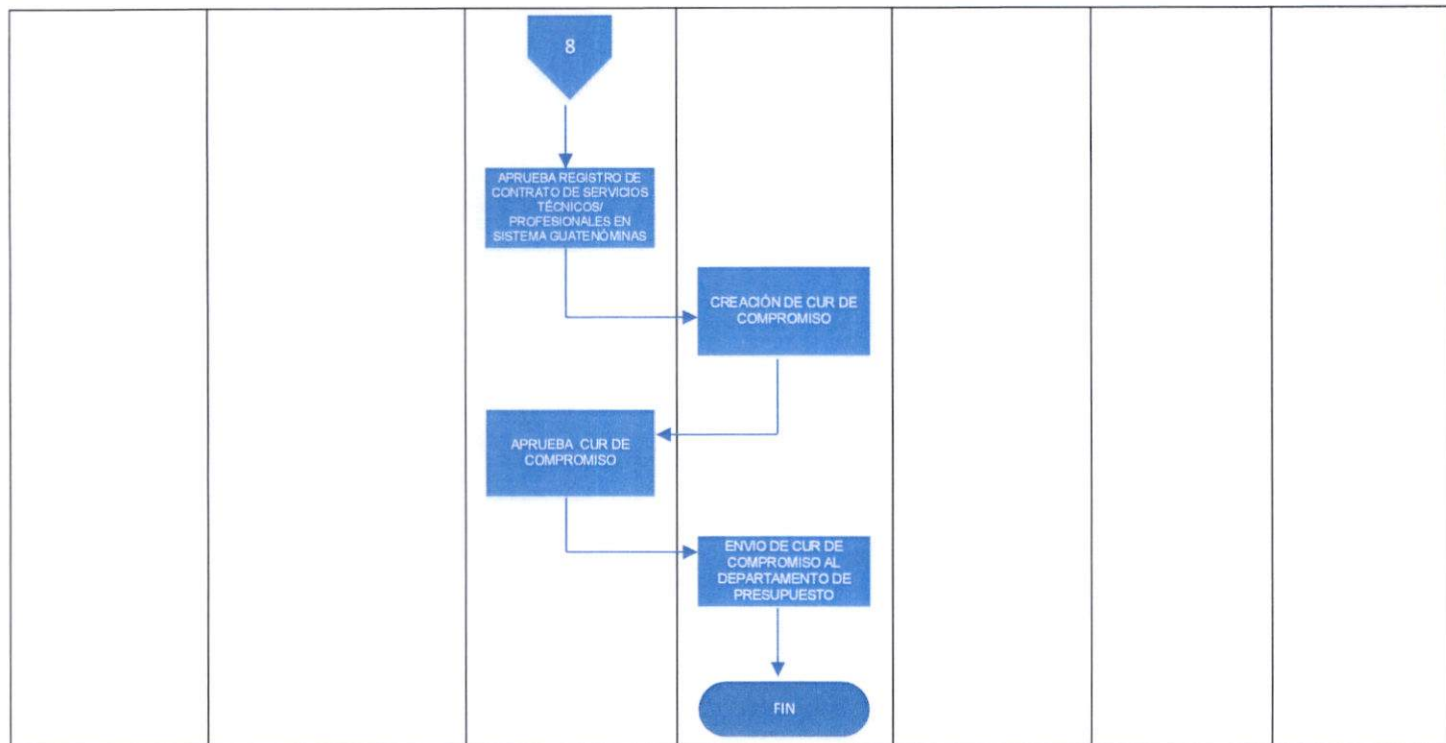 8
APRUEBA REGISTRO DE
CONTRATO DE SERVICIOS
TÉCNICOS/
PROFESIONALES EN
SISTEMA GUATENÓMINAS
CREACIÓN DE CUR DE
COMPROMISO
APRUEBA CUR DE
COMPROMISO
ENVIO DE CUR DE
COMPROMISO AL
DEPARTAMENTO DE
PRESUPUESTO
FIN